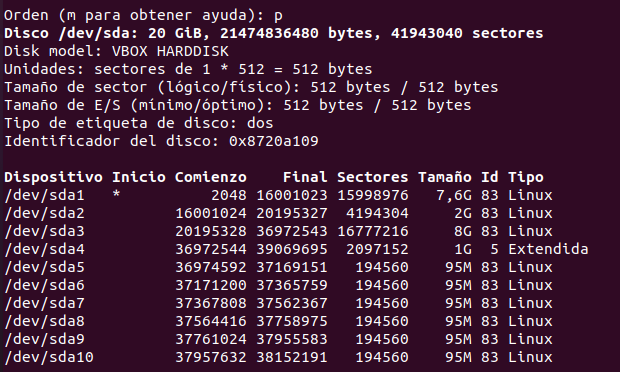 Orden (m para obtener ayuda): p
Disco /dev/sda: 20 GiB, 21474836480 bytes, 41943040 sectores
Disk model: VBOX HARDDISK
Unidades: sectores de 1 * 512 = 512 bytes
Tamaño de sector (lógico/físico): 512 bytes / 512 bytes
Tamaño de E/S (mínimo/óptimo): 512 bytes / 512 bytes
Tipo de etiqueta de disco: dos
Identificador del disco: 0x8720a109

Dispositivo Inicio Comienzo    Final Sectores Tamaño Id Tipo
/dev/sda1   *          2048 16001023 15998976   7,6G 83 Linux
/dev/sda2          16001024 20195327  4194304     2G 83 Linux
/dev/sda3          20195328 36972543 16777216     8G 83 Linux
/dev/sda4          36972544 39069695  2097152     1G  5 Extendida
/dev/sda5          36974592 37169151   194560    95M 83 Linux
/dev/sda6          37171200 37365759   194560    95M 83 Linux
/dev/sda7          37367808 37562367   194560    95M 83 Linux
/dev/sda8          37564416 37758975   194560    95M 83 Linux
/dev/sda9          37761024 37955583   194560    95M 83 Linux
/dev/sda10         37957632 38152191   194560    95M 83 Linux